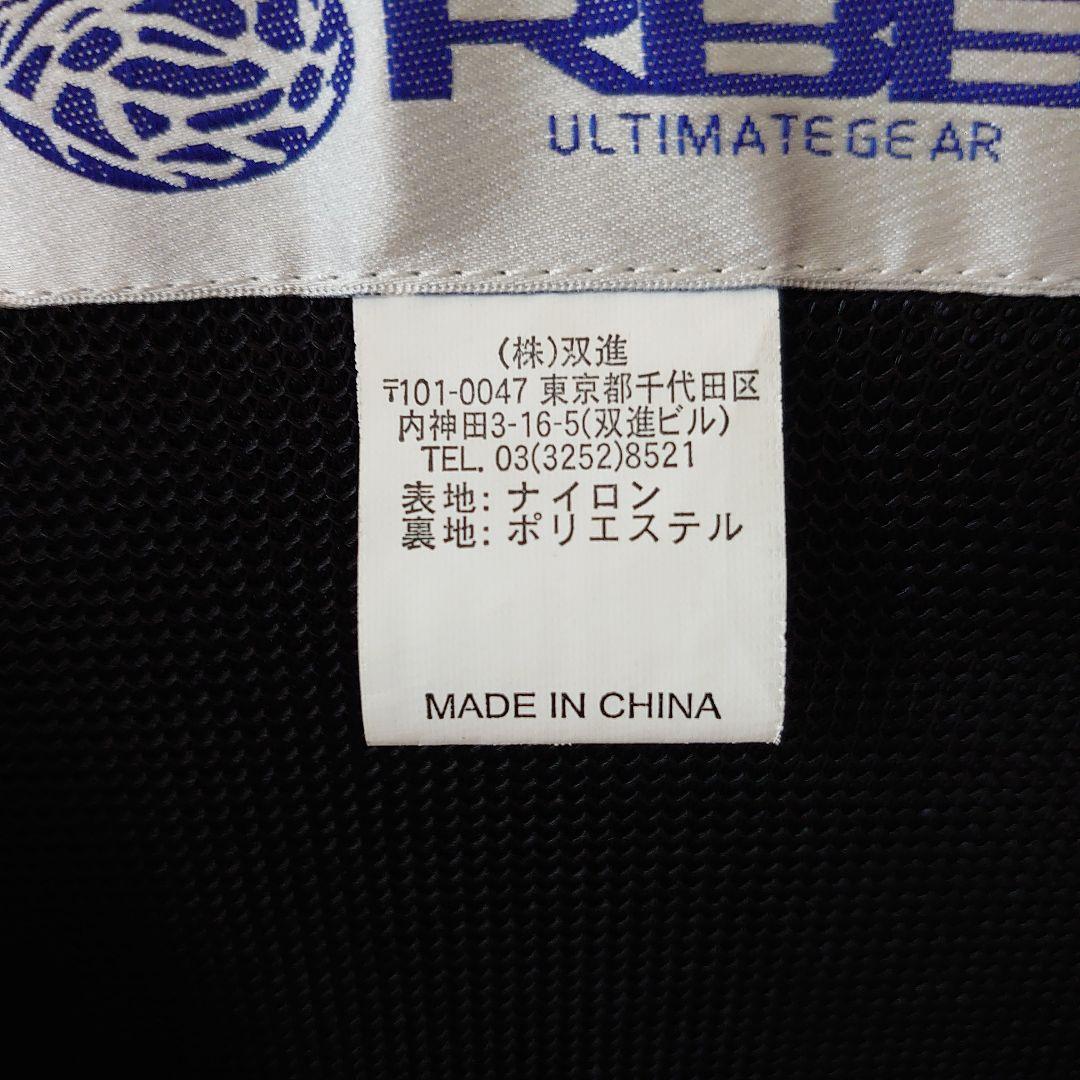 RBB
ULTIMATEGEAR
(株)双進
〒101-0047 東京都千代田区
内神田3-16-5(双進ビル)
TEL. 03(3252)8521
表地: ナイロン
裏地: ポリエステル
MADE IN CHINA